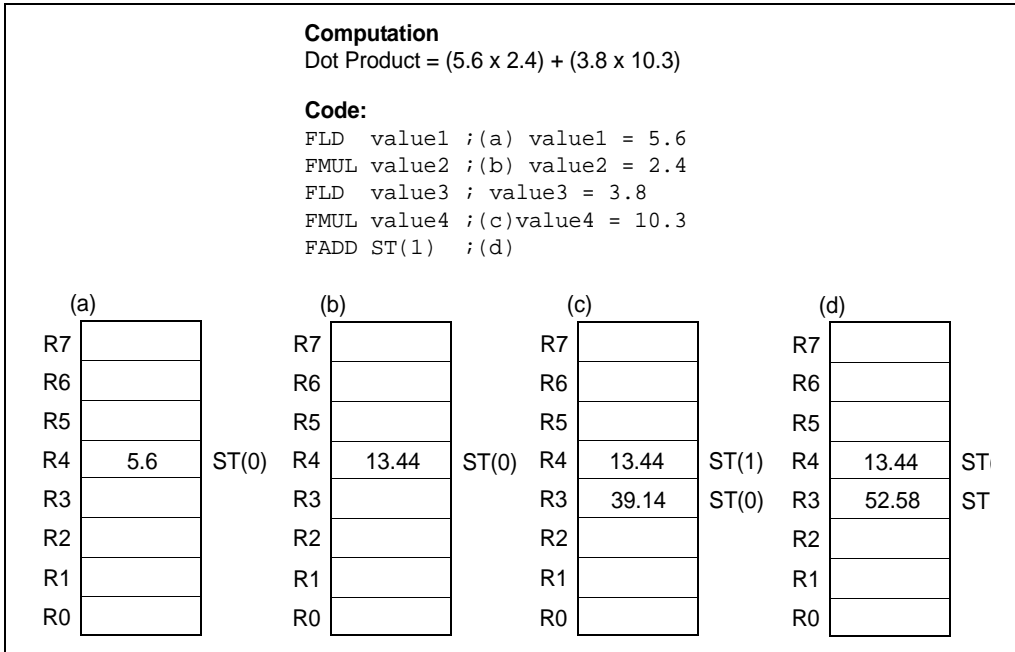 Computation
Dot Product = (5.6 x 2.4) + (3.8 x 10.3)
Code:
FLD value1 ;(a) value1 = 5.6
FMUL value2 ;(b) value2 = 2.4
FLD value3 ; value3 = 3.8
FMUL value4 ;(c)value4 = 10.3
FADD ST(1) ;(d)
(a) (b) (c) (d)
R7 R7 R7 R7
R6 R6 R6 R6
R5 R5 R5 R5
R4 5.6 ST(0) R4 13.44 ST(0) R4 13.44 ST(1) R4 13.44 ST(
R3 R3 R3 39.14 ST(0) R3 52.58 ST
R2 R2 R2 R2
R1 R1 R1 R1
R0 R0 R0 R0